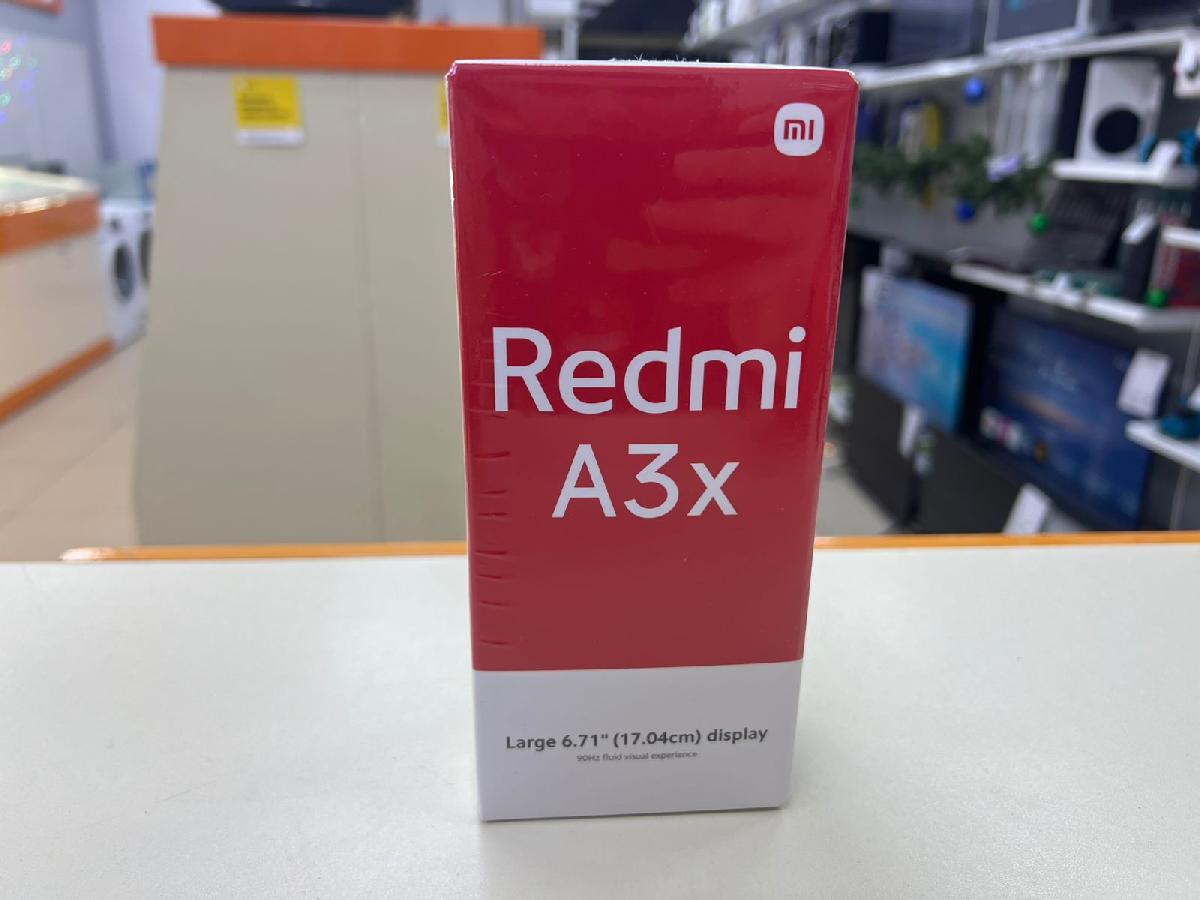 mi
Redmi
A3x
Large 6.71" (17.04cm) display
90Hz fluid visual experience